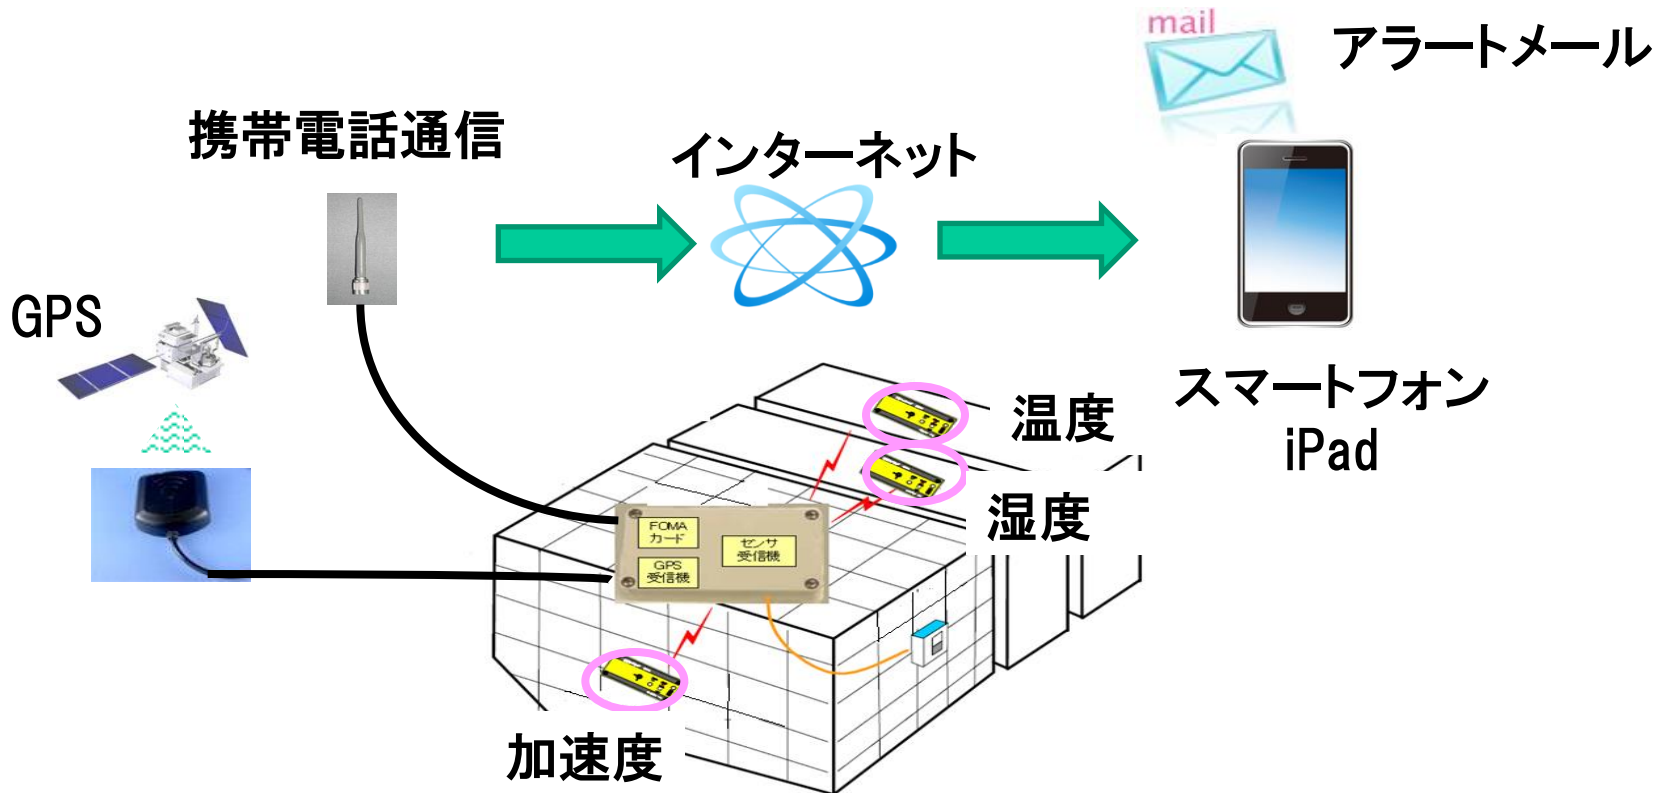 mail
アラートメール
携帯電話通信
インターネット
GPS
スマートフォン
iPad
温度
湿度
FOMA
カード
センサ
受信機
GPS
受信機
加速度